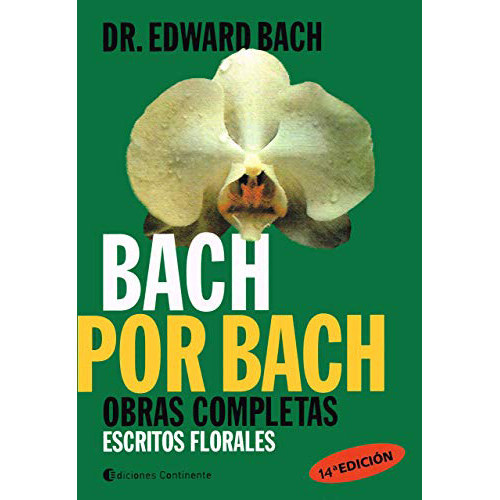 DR. EDWARD BACH
BACH
POR BACH
OBRAS COMPLETAS
ESCRITOS FLORALES
14ª EDICIÓN
Ediciones Continente